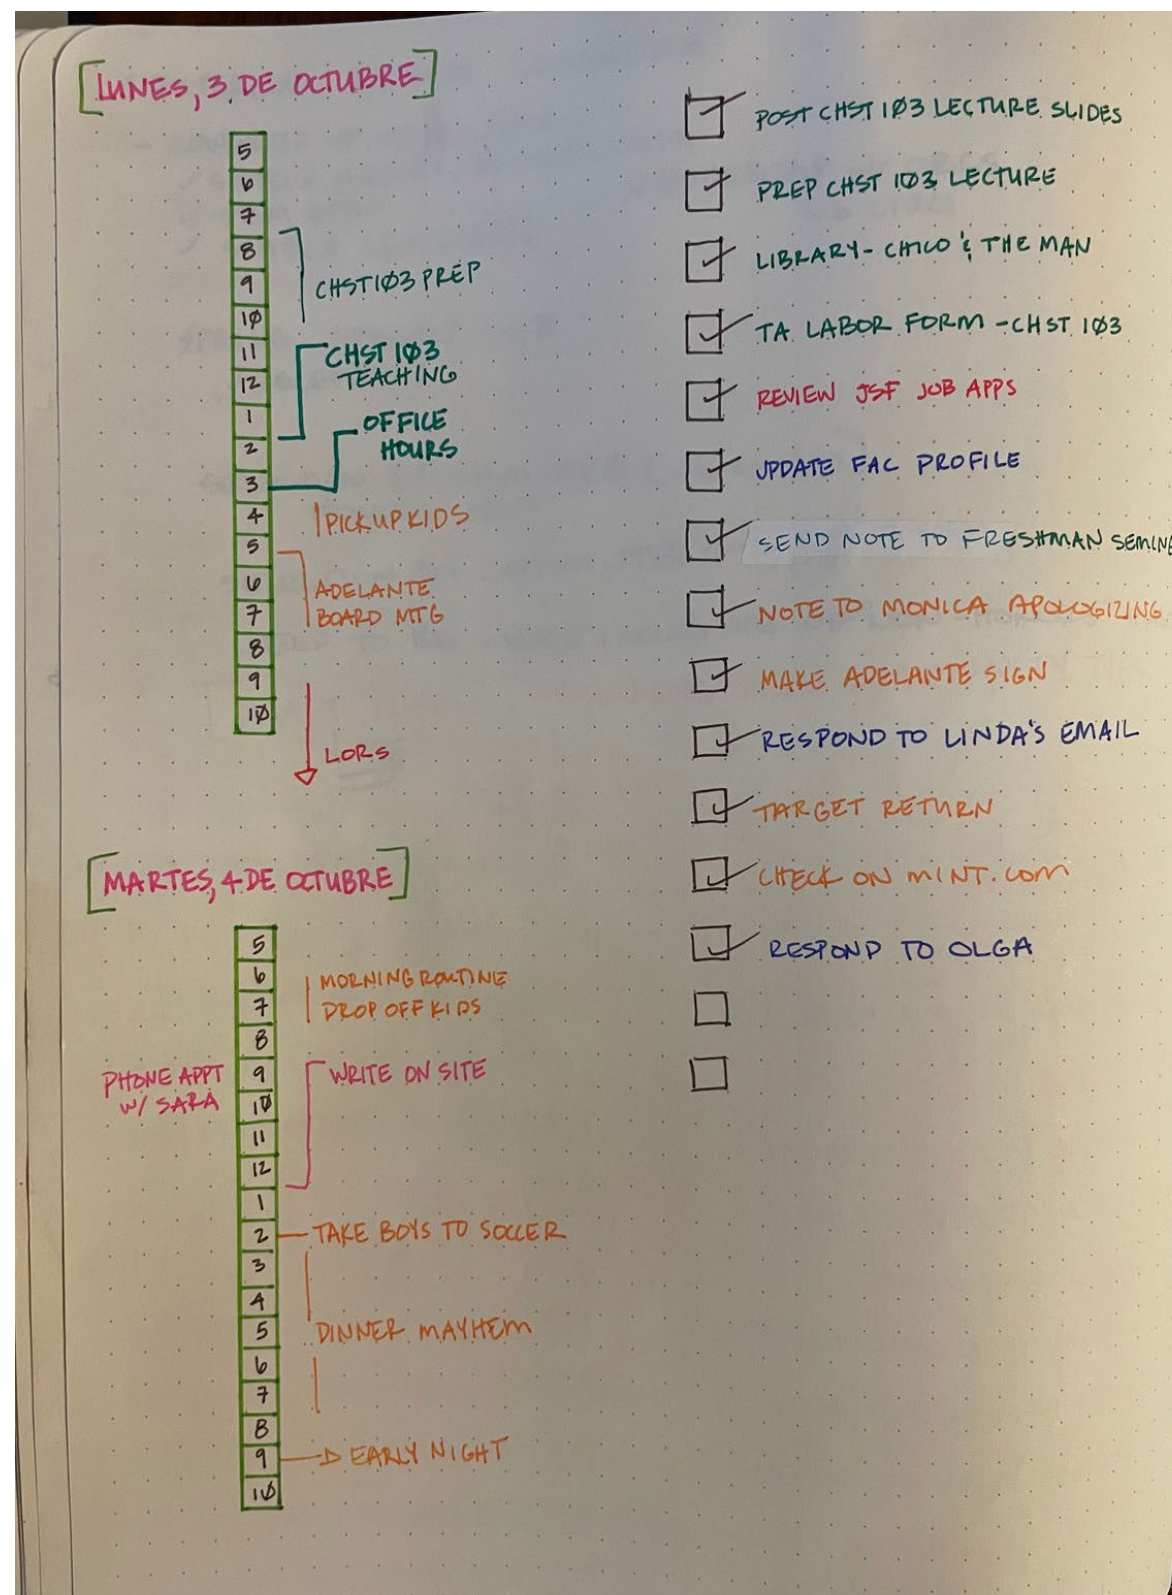 [LUNES, 3 DE OCTUBRE]
5
6
7
8
9
10
11
12
1
2
3
4
5
6
7
8
9
10
CHST 103 PREP
CHST 103
TEACHING
OFFICE
HOURS
PICK UP KIDS
ADELANTE
BOARD MTG
LORS
[MARTES, 4 DE OCTUBRE]
5
6
7
8
9
10
11
12
1
2
3
4
5
6
7
8
9
10
MORNING ROUTINE
DROP OFF KIDS
PHONE APPT
W/ SARA
WRITE ON SITE
TAKE BOYS TO SOCCER
DINNER MAYHEM
EARLY NIGHT
POST CHST 103 LECTURE SLIDES
PREP CHST 103 LECTURE
LIBRARY - CHICO & THE MAN
TA LABOR FORM - CHST 103
REVIEW JSF JOB APPS
UPDATE FAC PROFILE
SEND NOTE TO FRESHMAN SEMINE
NOTE TO MONICA APOLOGIZING
MAKE ADELANTE SIGN
RESPOND TO LINDA'S EMAIL
TARGET RETURN
CHECK ON MINT.COM
RESPOND TO OLGA